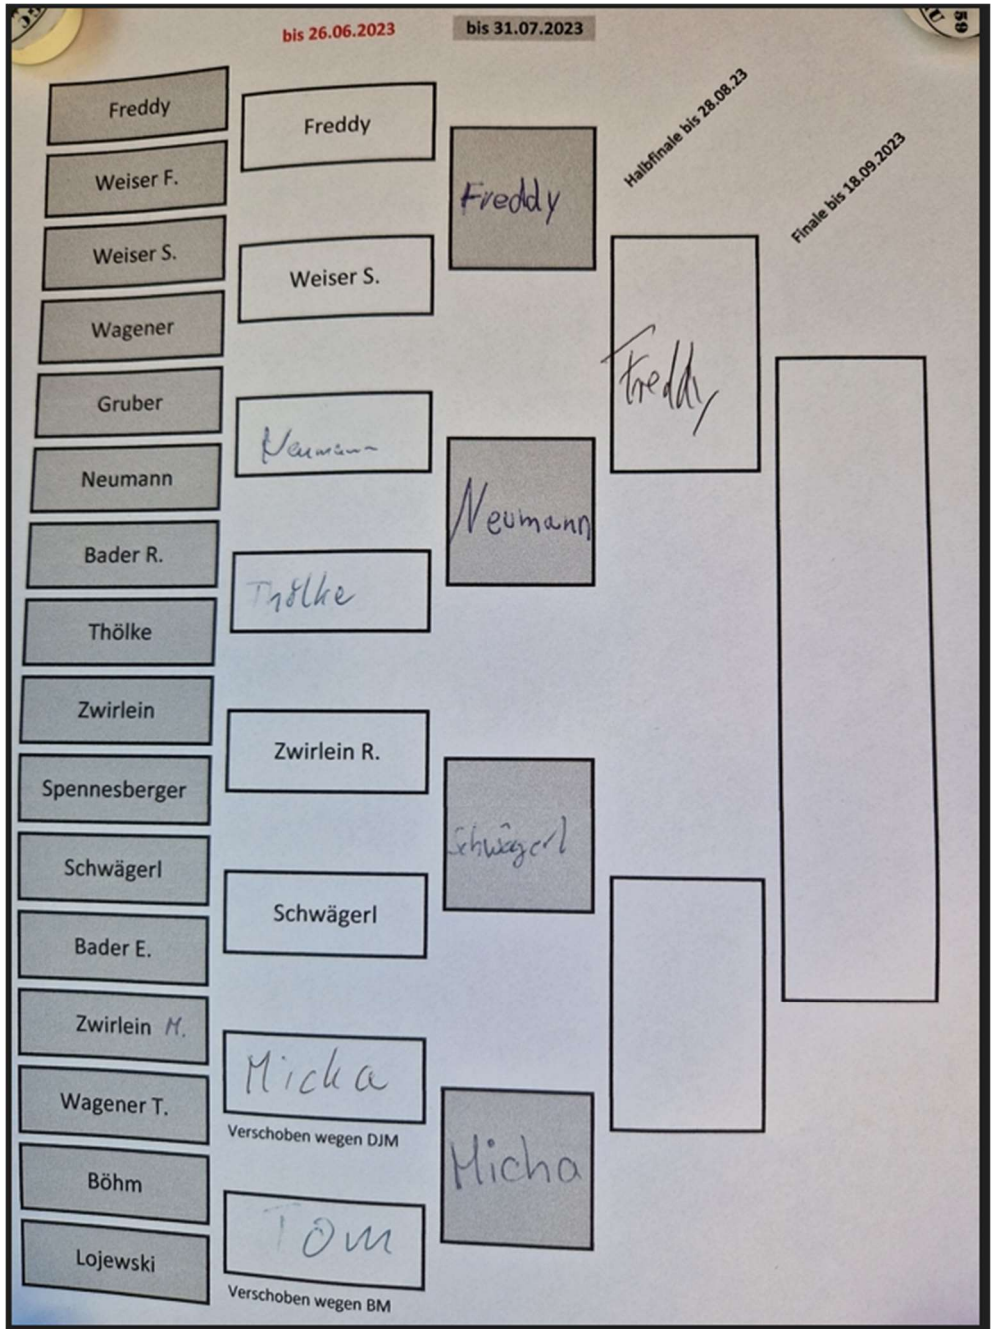 bis 26.06.2023
bis 31.07.2023
Halbfinale bis 28.08.23
Finale bis 18.09.2023
Freddy
Weiser F.
Weiser S.
Wagener
Gruber
Neumann
Bader R.
Thölke
Zwirlein
Spennesberger
Schwägerl
Bader E.
Zwirlein M.
Wagener T.
Böhm
Lojewski
Freddy
Weiser S.
Neumann
Thölke
Zwirlein R.
Schwägerl
Micha
Verschoben wegen DJM
Tom
Verschoben wegen BM
Freddy
Neumann
Schwägerl
Micha
Freddy
59